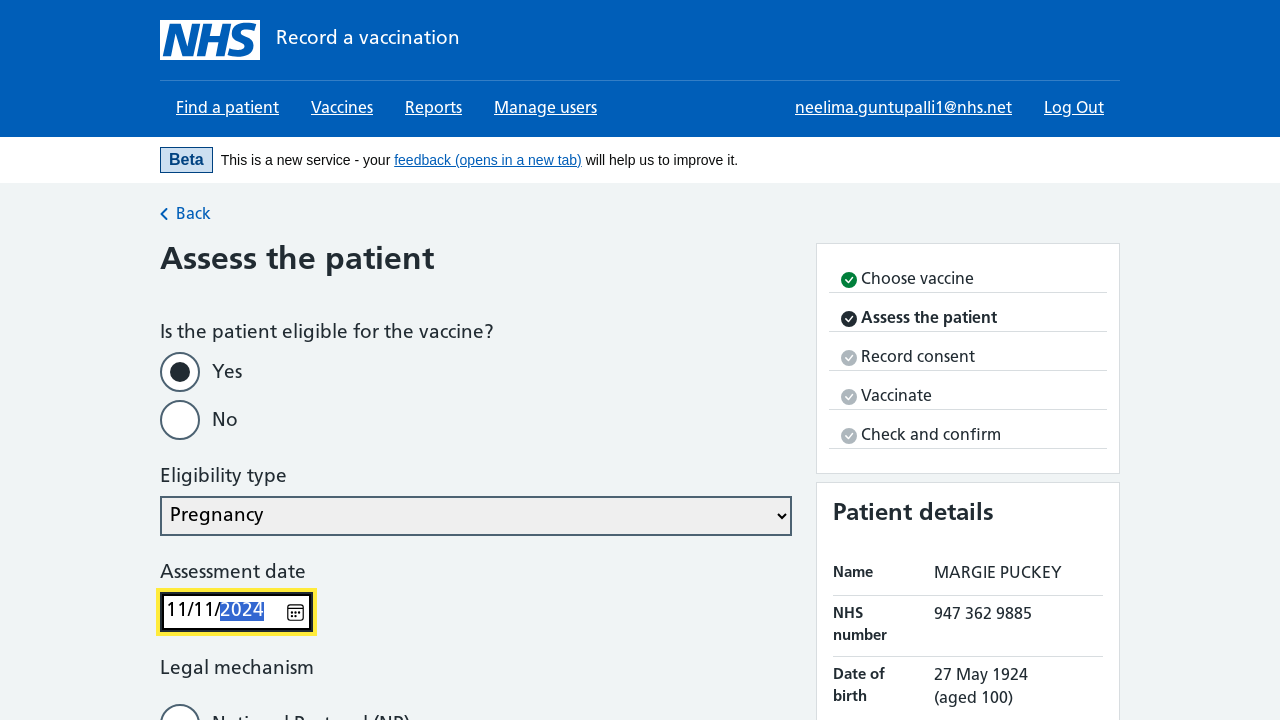 NHS Record a vaccination
Find a patient Vaccines Reports Manage users neelima.guntupalli1@nhs.net Log Out
Beta This is a new service - your feedback (opens in a new tab) will help us to improve it.
Back
Assess the patient
Is the patient eligible for the vaccine?
Yes
No
Eligibility type
Pregnancy
Assessment date
11/11/2024
Legal mechanism
National Protocol (NP)
Choose vaccine
Assess the patient
Record consent
Vaccinate
Check and confirm
Patient details
Name MARGIE PUCKEY
NHS number 947 362 9885
Date of birth 27 May 1924 (aged 100)